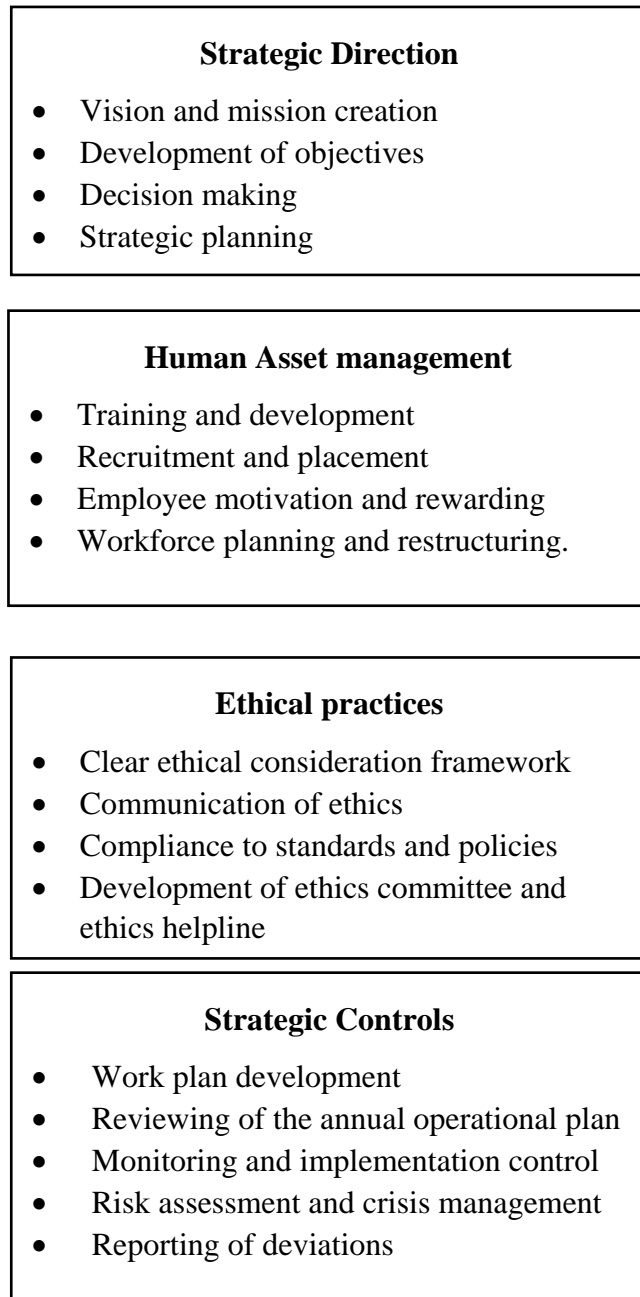 Strategic Direction
• Vision and mission creation
• Development of objectives
• Decision making
• Strategic planning
Human Asset management
• Training and development
• Recruitment and placement
• Employee motivation and rewarding
• Workforce planning and restructuring.
Ethical practices
• Clear ethical consideration framework
• Communication of ethics
• Compliance to standards and policies
• Development of ethics committee and
ethics helpline
Strategic Controls
• Work plan development
• Reviewing of the annual operational plan
• Monitoring and implementation control
• Risk assessment and crisis management
• Reporting of deviations